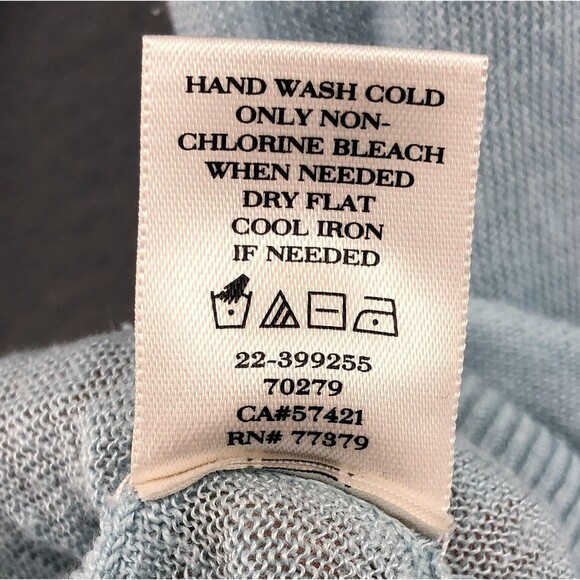 HAND WASH COLD
ONLY NON-
CHLORINE BLEACH
WHEN NEEDED
DRY FLAT
COOL IRON
IF NEEDED
22-399255
70279
CA#57421
RN# 77379